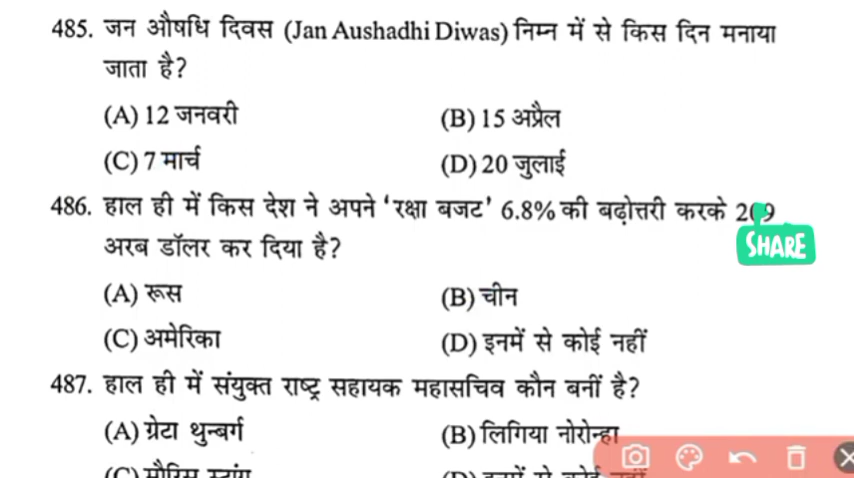 485. जन औषधि दिवस (Jan Aushadhi Diwas) निम्न में से किस दिन मनाया
जाता है?
(A) 12 जनवरी (B) 15 अप्रैल
(C) 7 मार्च (D) 20 जुलाई
486. हाल ही में किस देश ने अपने ‘रक्षा बजट’ 6.8% की बढ़ोत्तरी करके 209
अरब डॉलर कर दिया है?
SHARE
(A) रूस (B) चीन
(C) अमेरिका (D) इनमें से कोई नहीं
487. हाल ही में संयुक्त राष्ट्र सहायक महासचिव कौन बनीं है?
(A) ग्रेटा थुन्बर्ग (B) लिगिया नोरोन्हा